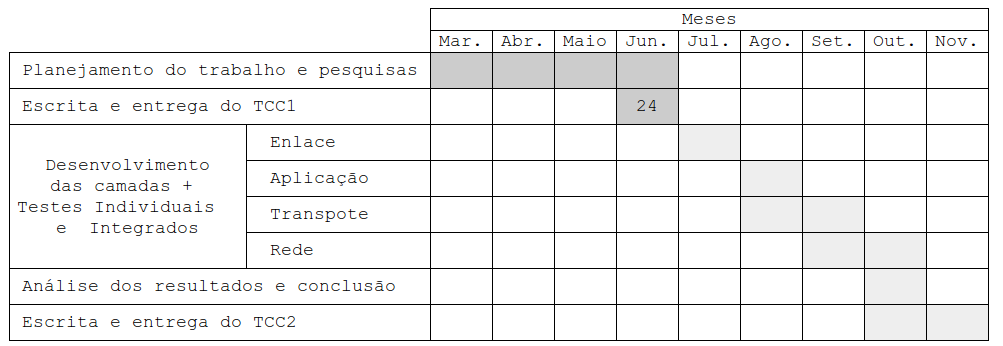 Meses
Mar. Abr. Maio Jun. Jul. Ago. Set. Out. Nov.
Planejamento do trabalho e pesquisas
Escrita e entrega do TCC1 24
Desenvolvimento
das camadas +
Testes Individuais
e Integrados
Enlace
Aplicação
Transpote
Rede
Análise dos resultados e conclusão
Escrita e entrega do TCC2